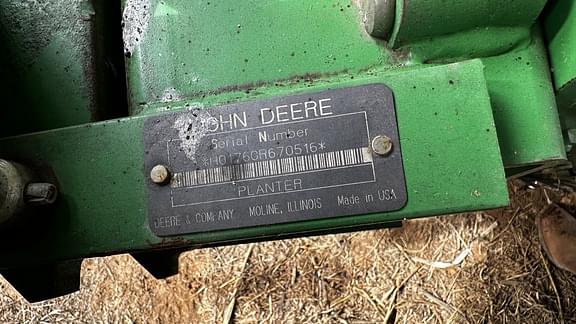 JOHN DEERE
Serial Number
*H0176CR670516*
PLANTER
DEERE & COMPANY MOLINE, ILLINOIS Made in USA